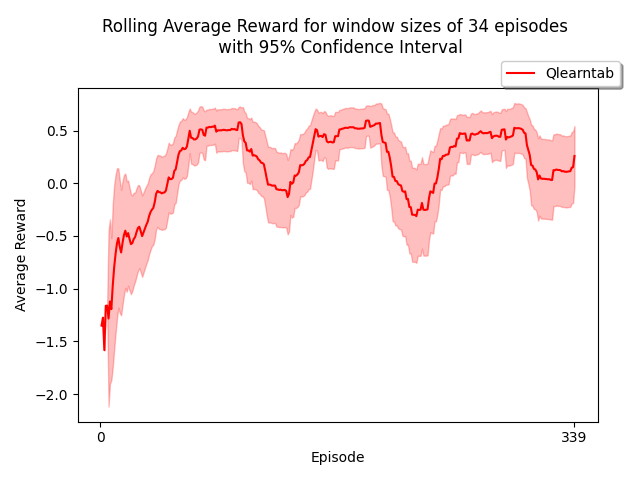 Rolling Average Reward for window sizes of 34 episodes
with 95% Confidence Interval
Qlearntab
0.5
0.0
−0.5
−1.0
−1.5
−2.0
Average Reward
0 339
Episode